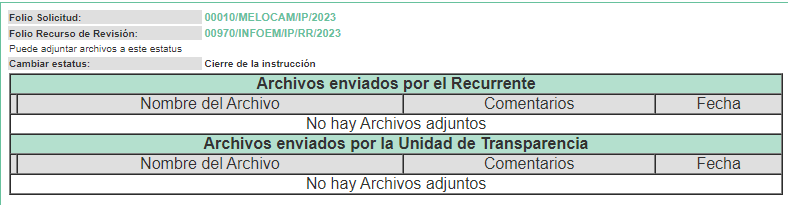 Folio Solicitud: 00010/MELOCAM/IP/2023
Folio Recurso de Revisión: 00970/INFOEM/IP/RR/2023
Puede adjuntar archivos a este estatus
Cambiar estatus: Cierre de la instrucción
Archivos enviados por el Recurrente
Nombre del Archivo Comentarios Fecha
No hay Archivos adjuntos
Archivos enviados por la Unidad de Transparencia
Nombre del Archivo Comentarios Fecha
No hay Archivos adjuntos